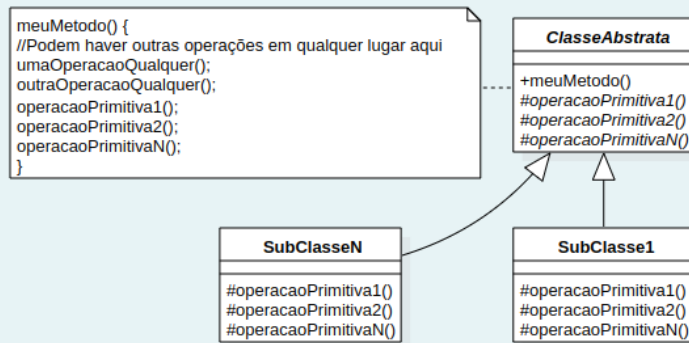 meuMetodo() {
//Podem haver outras operações em qualquer lugar aqui
umaOperacaoQualquer();
outraOperacaoQualquer();
operacaoPrimitiva1();
operacaoPrimitiva2();
operacaoPrimitivaN();
}
ClasseAbstrata
+meuMetodo()
#operacaoPrimitiva1()
#operacaoPrimitiva2()
#operacaoPrimitivaN()
SubClasseN
#operacaoPrimitiva1()
#operacaoPrimitiva2()
#operacaoPrimitivaN()
SubClasse1
#operacaoPrimitiva1()
#operacaoPrimitiva2()
#operacaoPrimitivaN()